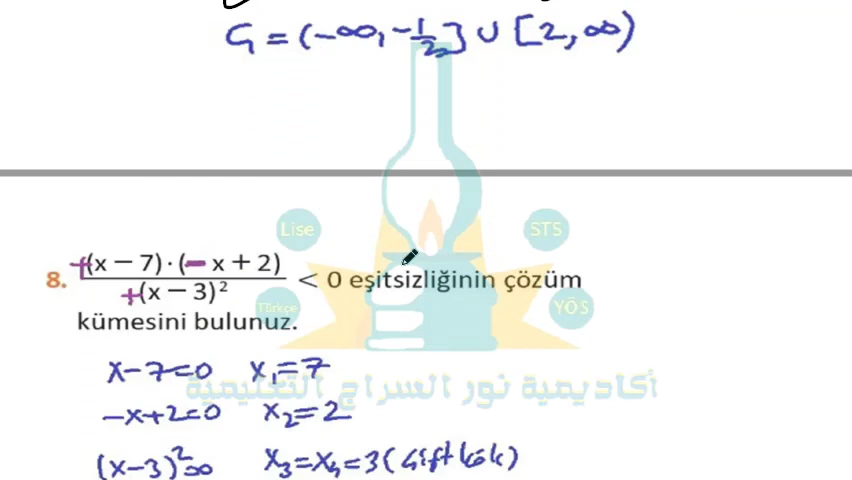 G = (-∞, -1/2] ∪ [2, ∞)
Lise STS
8. +(x − 7) · (− x + 2) / +(x − 3)² < 0 eşitsizliğinin çözüm
Türkçe YÖS
kümesini bulunuz.
x-7=0 x₁=7
أكاديمية نور السراج التعليمية
-x+2=0 x₂=2
(x-3)²=0 x₃=x₄=3 (Çift kök)